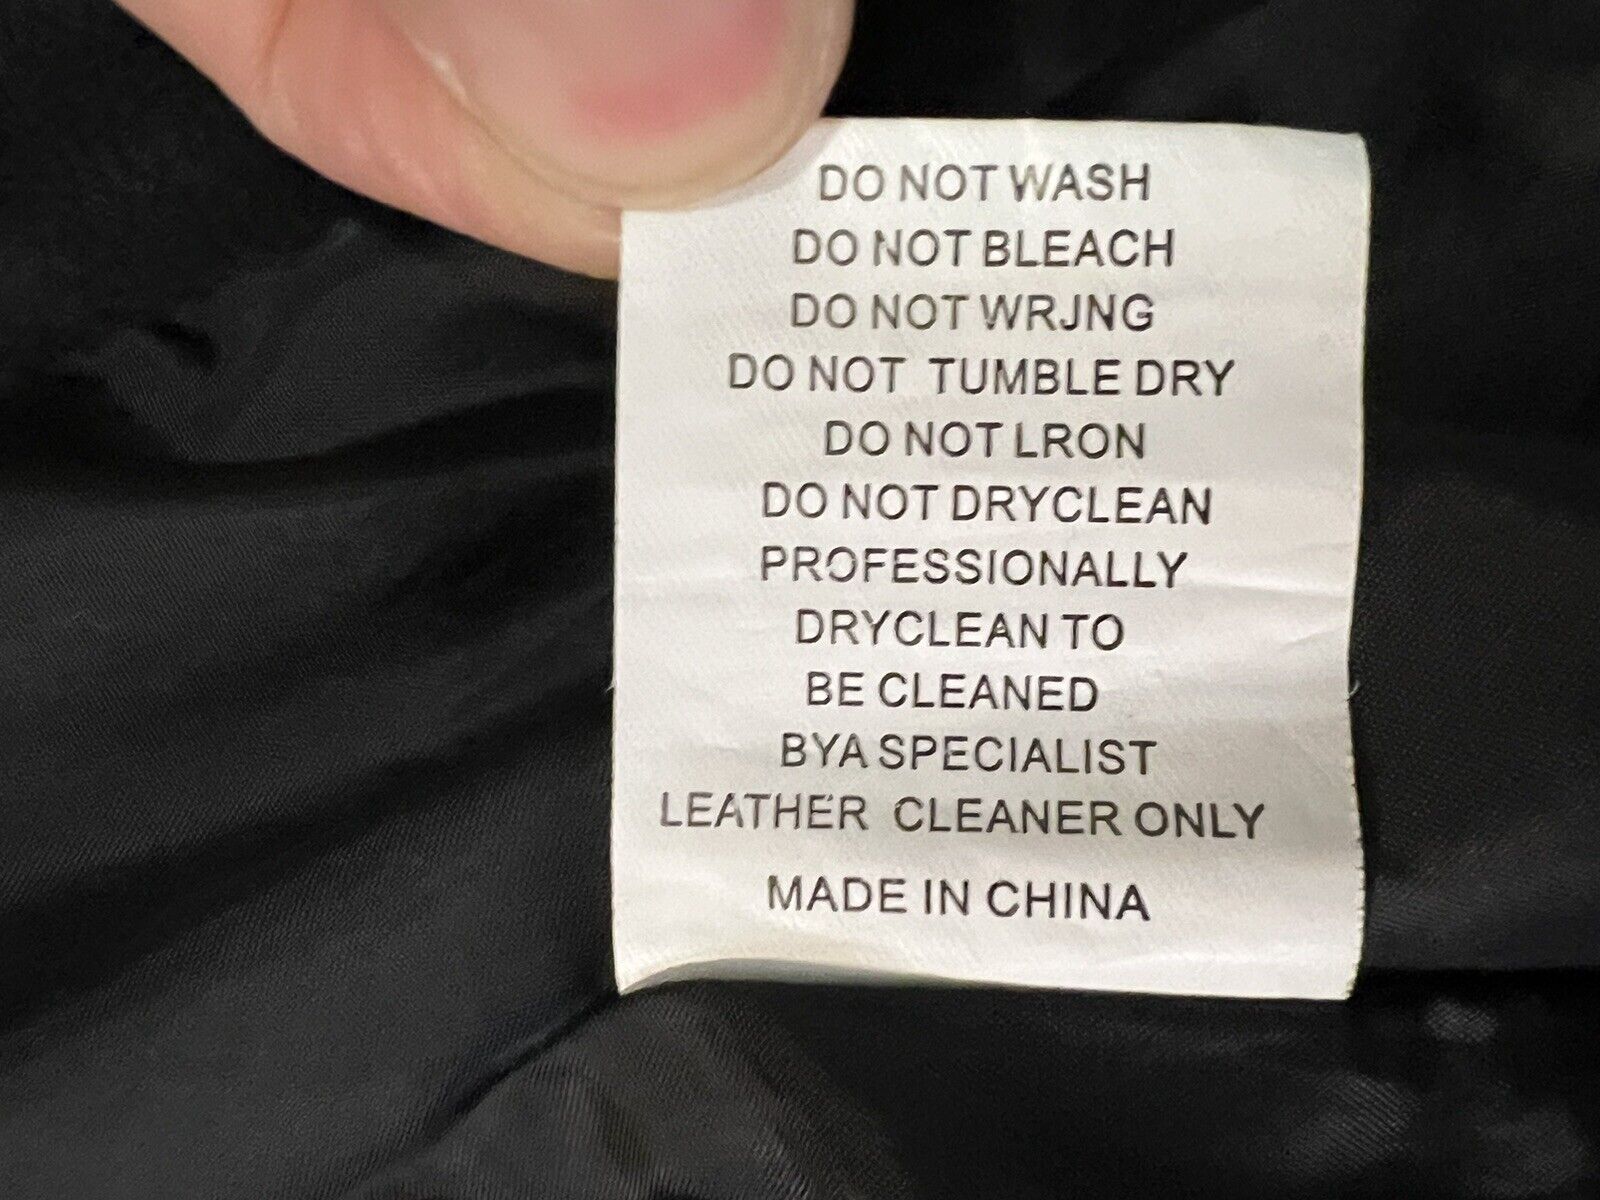 DO NOT WASH
DO NOT BLEACH
DO NOT WRJNG
DO NOT TUMBLE DRY
DO NOT LRON
DO NOT DRYCLEAN
PROFESSIONALLY
DRYCLEAN TO
BE CLEANED
BYA SPECIALIST
LEATHER CLEANER ONLY
MADE IN CHINA